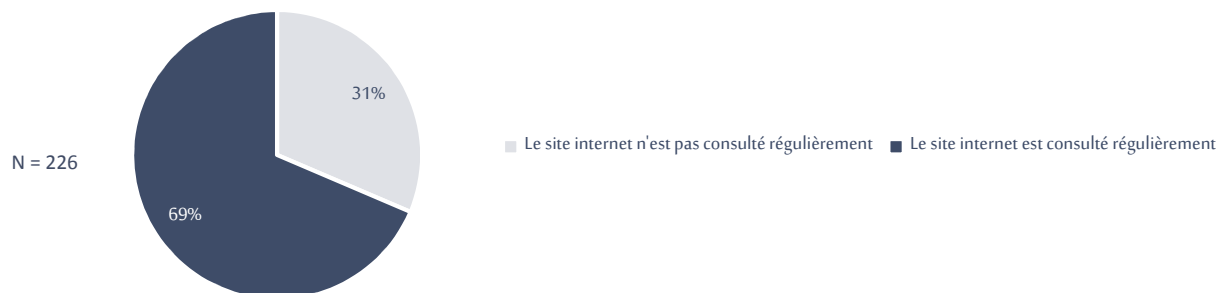 31%
Le site internet n'est pas consulté régulièrement
Le site internet est consulté régulièrement
N = 226
69%